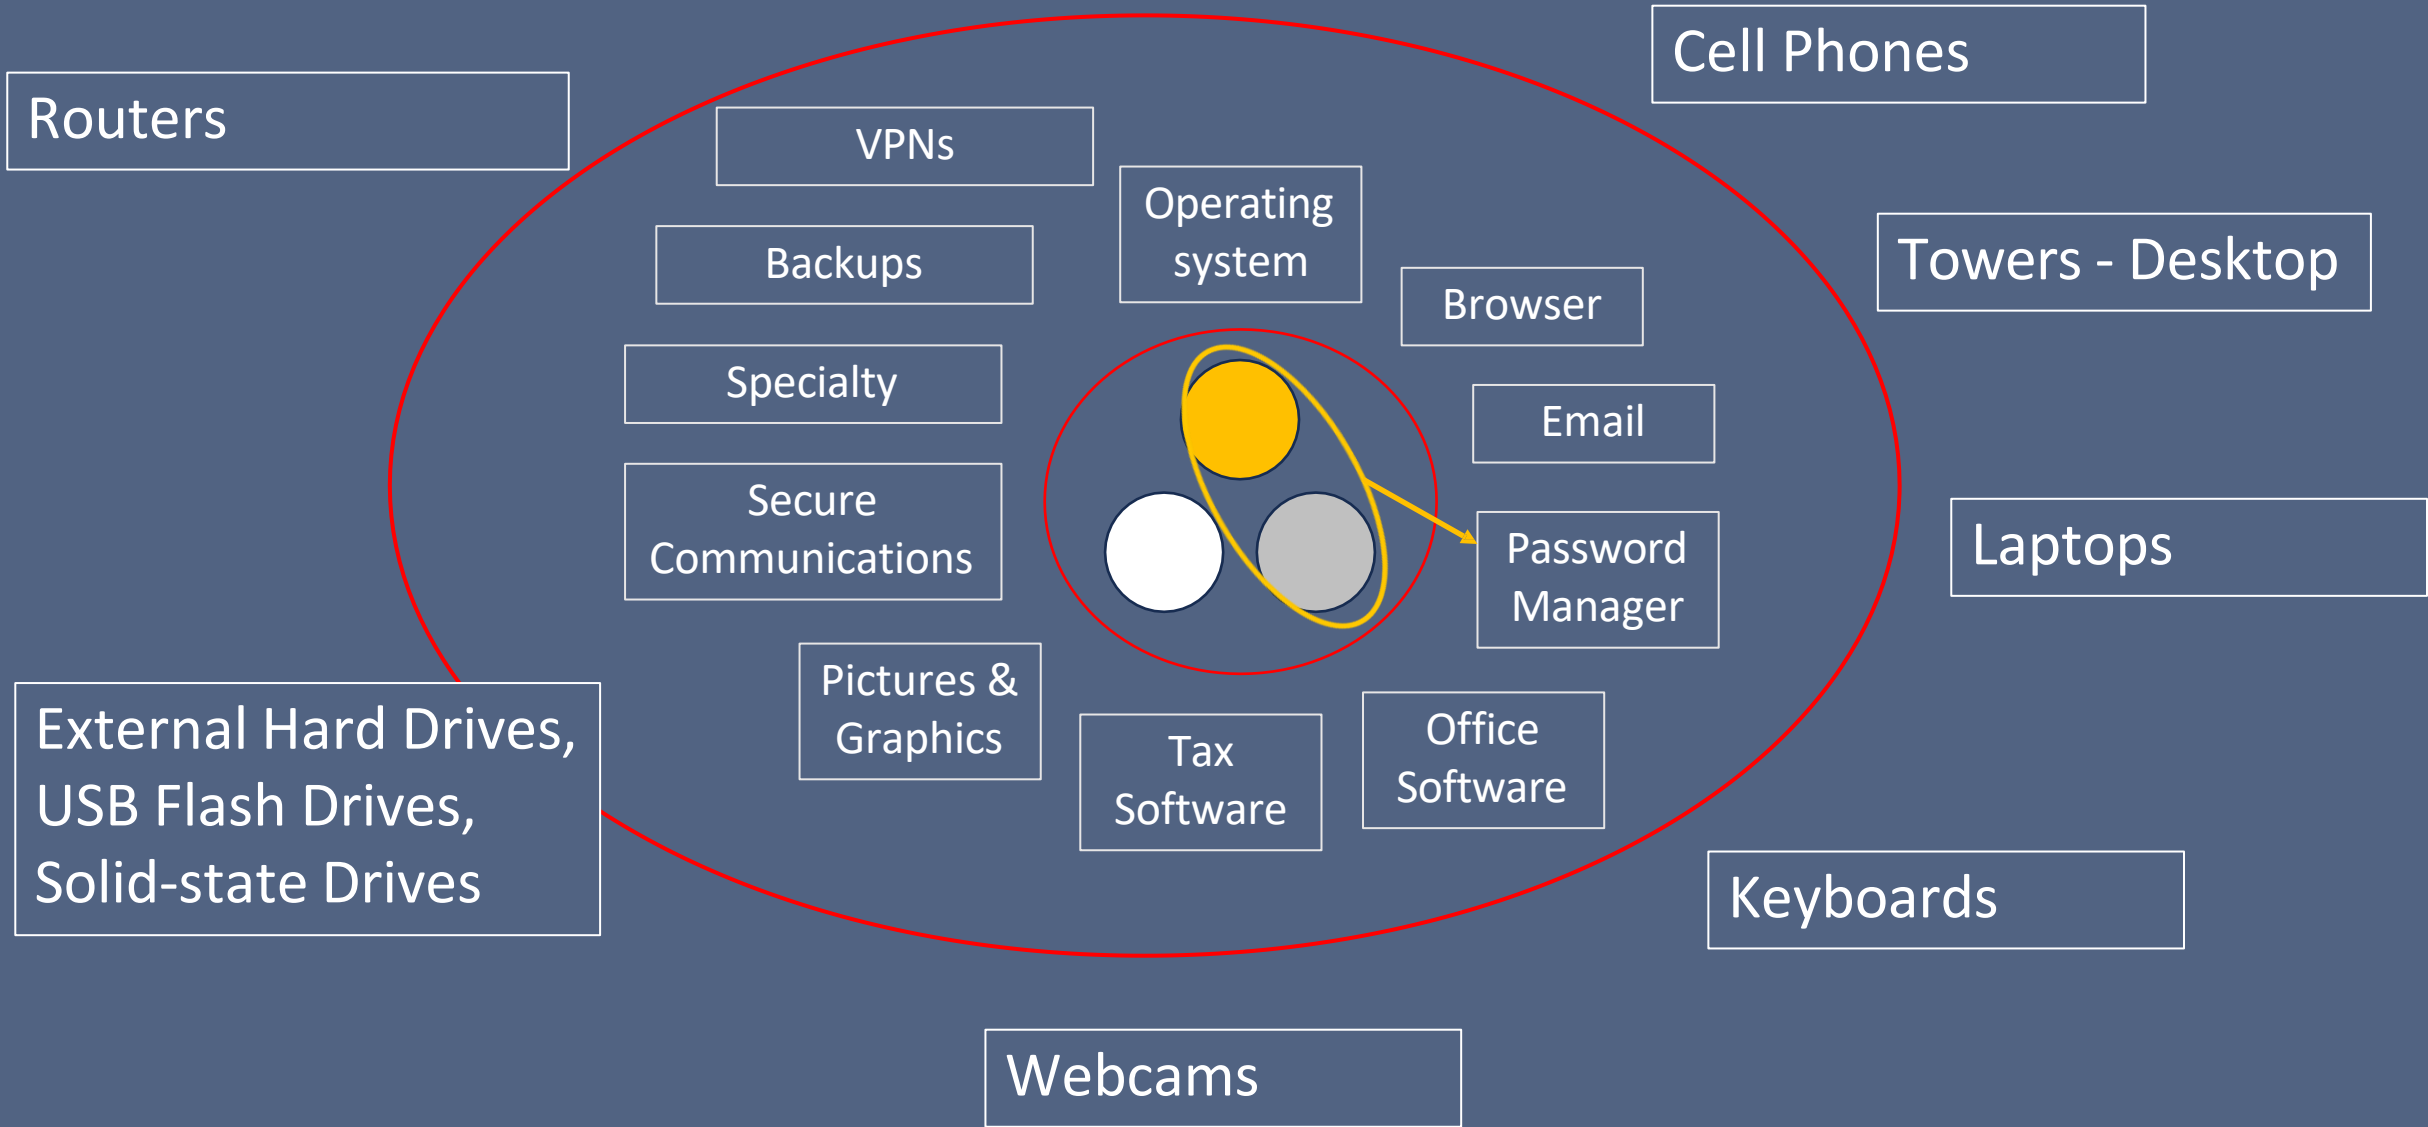 Cell Phones
Routers
VPNs
Operating
system
Backups
Towers - Desktop
Browser
Specialty
Email
Secure
Communications
Password
Manager
Laptops
Pictures &
Graphics
Tax
Software
Office
Software
External Hard Drives,
USB Flash Drives,
Solid-state Drives
Keyboards
Webcams